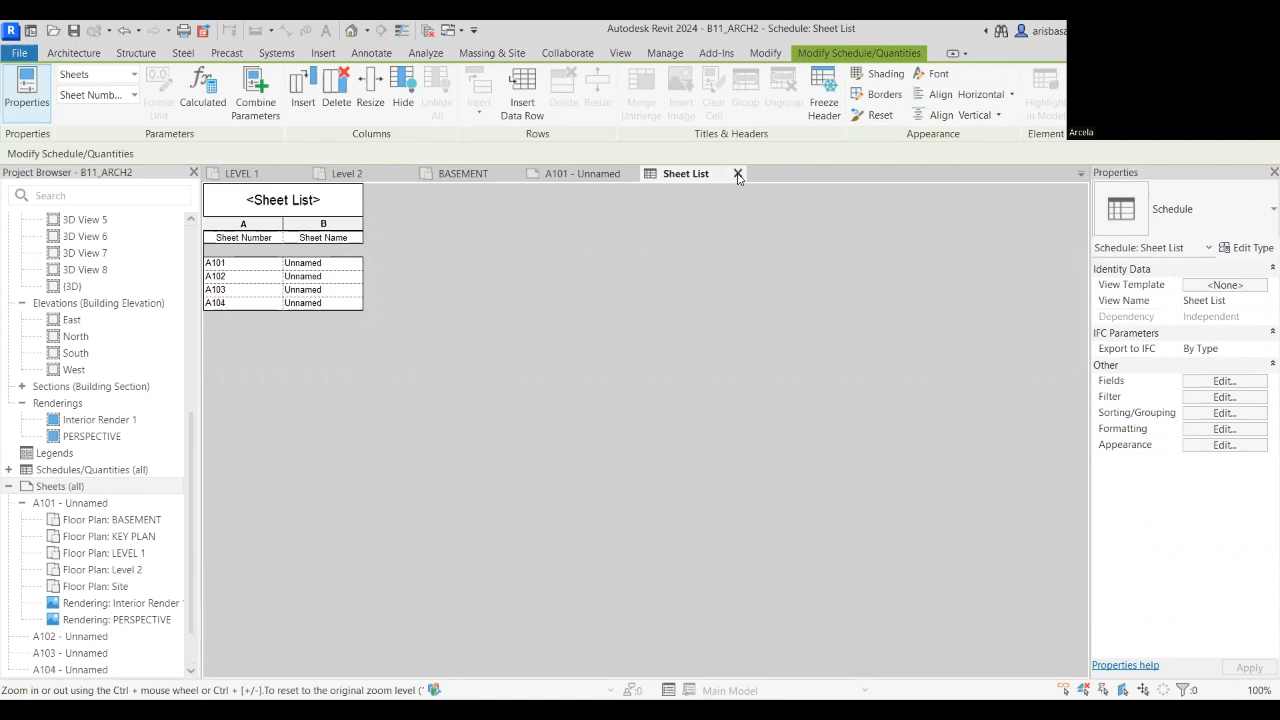 Autodesk Revit 2024 - B11_ARCH2 - Schedule: Sheet List
arisbasa
File Architecture Structure Steel Precast Systems Insert Annotate Analyze Massing & Site Collaborate View Manage Add-Ins Modify Modify Schedule/Quantities
Properties
Sheets
Sheet Numb...
Format Unit
Calculated
Combine Parameters
Insert
Delete
Resize
Hide
Unhide All
Insert
Insert Data Row
Delete
Resize
Merge Unmerge
Insert Image
Clear Cell
Group
Ungroup
Freeze Header
Shading
Borders
Reset
Font
Align Horizontal
Align Vertical
Highlight in Model
Arcela
Properties Parameters Columns Rows Titles & Headers Appearance Element
Modify Schedule/Quantities
Project Browser - B11_ARCH2
LEVEL 1 Level 2 BASEMENT A101 - Unnamed Sheet List
Search
3D View 5
3D View 6
3D View 7
3D View 8
{3D}
Elevations (Building Elevation)
East
North
South
West
Sections (Building Section)
Renderings
Interior Render 1
PERSPECTIVE
Legends
Schedules/Quantities (all)
Sheets (all)
A101 - Unnamed
Floor Plan: BASEMENT
Floor Plan: KEY PLAN
Floor Plan: LEVEL 1
Floor Plan: Level 2
Floor Plan: Site
Rendering: Interior Render
Rendering: PERSPECTIVE
A102 - Unnamed
A103 - Unnamed
A104 - Unnamed
<Sheet List>
A B
Sheet Number Sheet Name
A101 Unnamed
A102 Unnamed
A103 Unnamed
A104 Unnamed
Properties
Schedule
Schedule: Sheet List Edit Type
Identity Data
View Template <None>
View Name Sheet List
Dependency Independent
IFC Parameters
Export to IFC By Type
Other
Fields Edit...
Filter Edit...
Sorting/Grouping Edit...
Formatting Edit...
Appearance Edit...
Properties help Apply
Zoom in or out using the Ctrl + mouse wheel or Ctrl + [+/-].To reset to the original zoom level ('
:0
Main Model
:0
100%